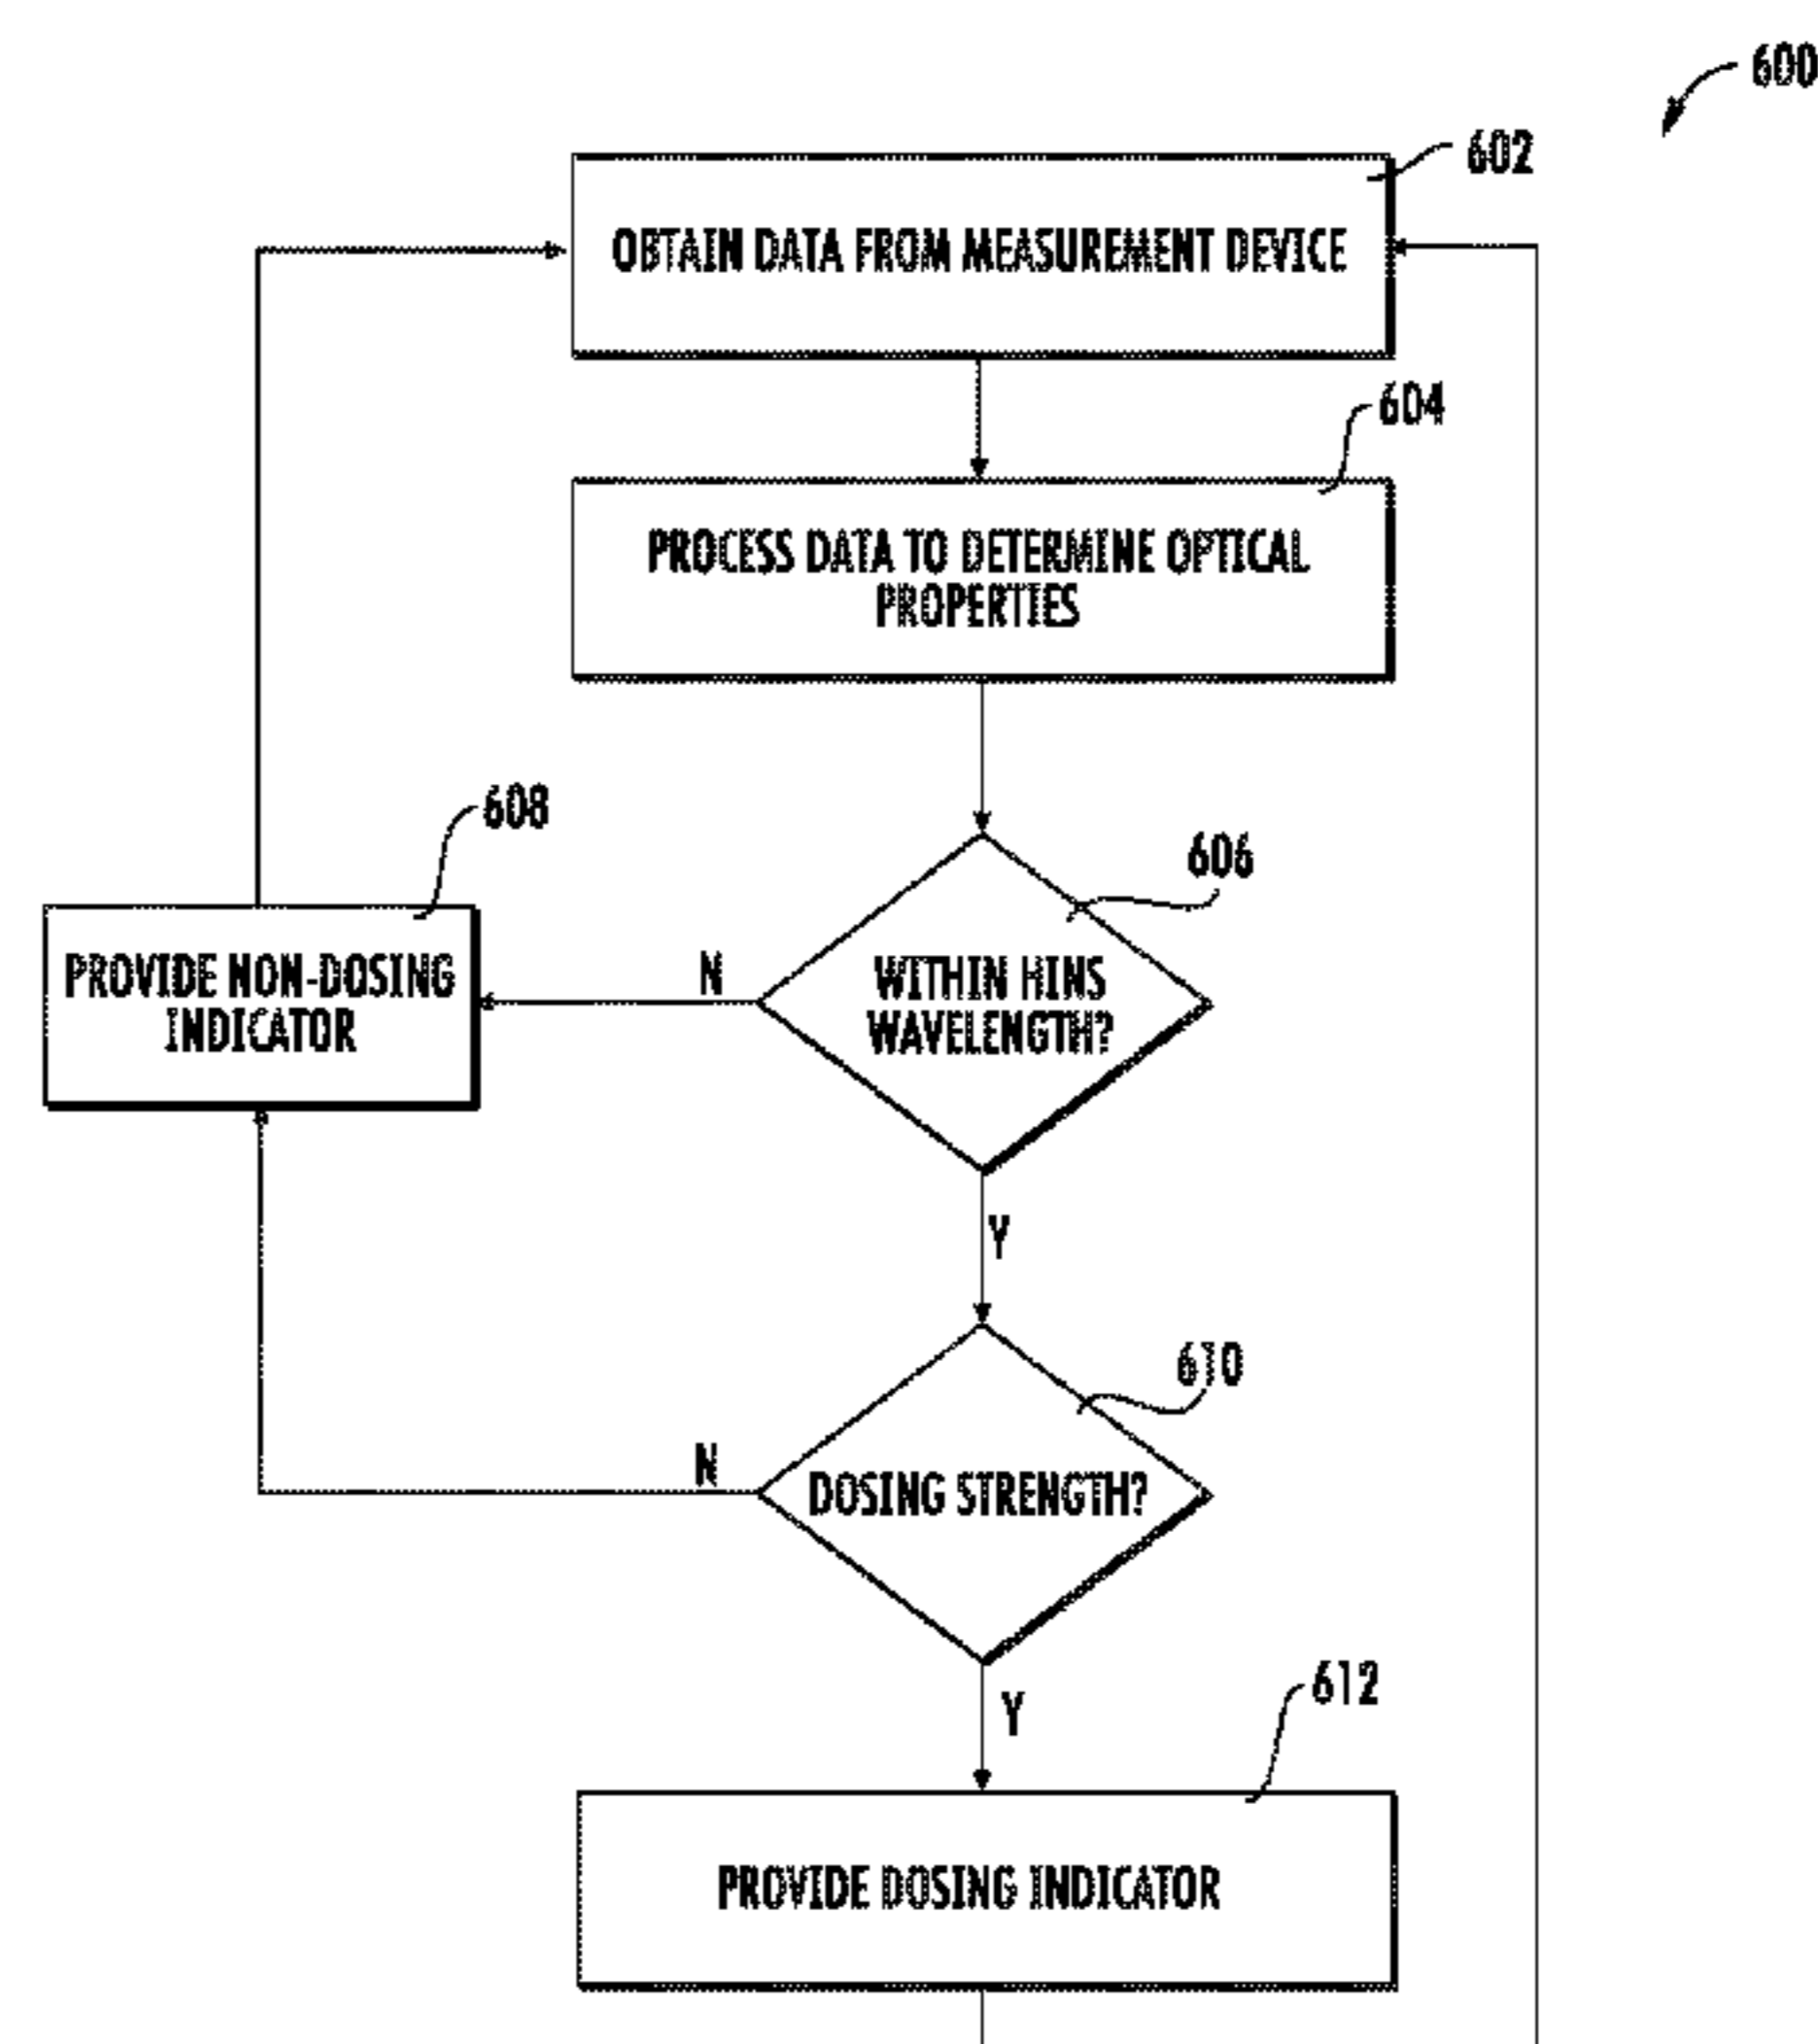 600
602
OBTAIN DATA FROM MEASUREMENT DEVICE
604
PROCESS DATA TO DETERMINE OPTICAL
PROPERTIES
608
606
PROVIDE NON-DOSING
INDICATOR
N
WITHIN HINS
WAVELENGTH?
Y
610
N
DOSING STRENGTH?
612
Y
PROVIDE DOSING INDICATOR